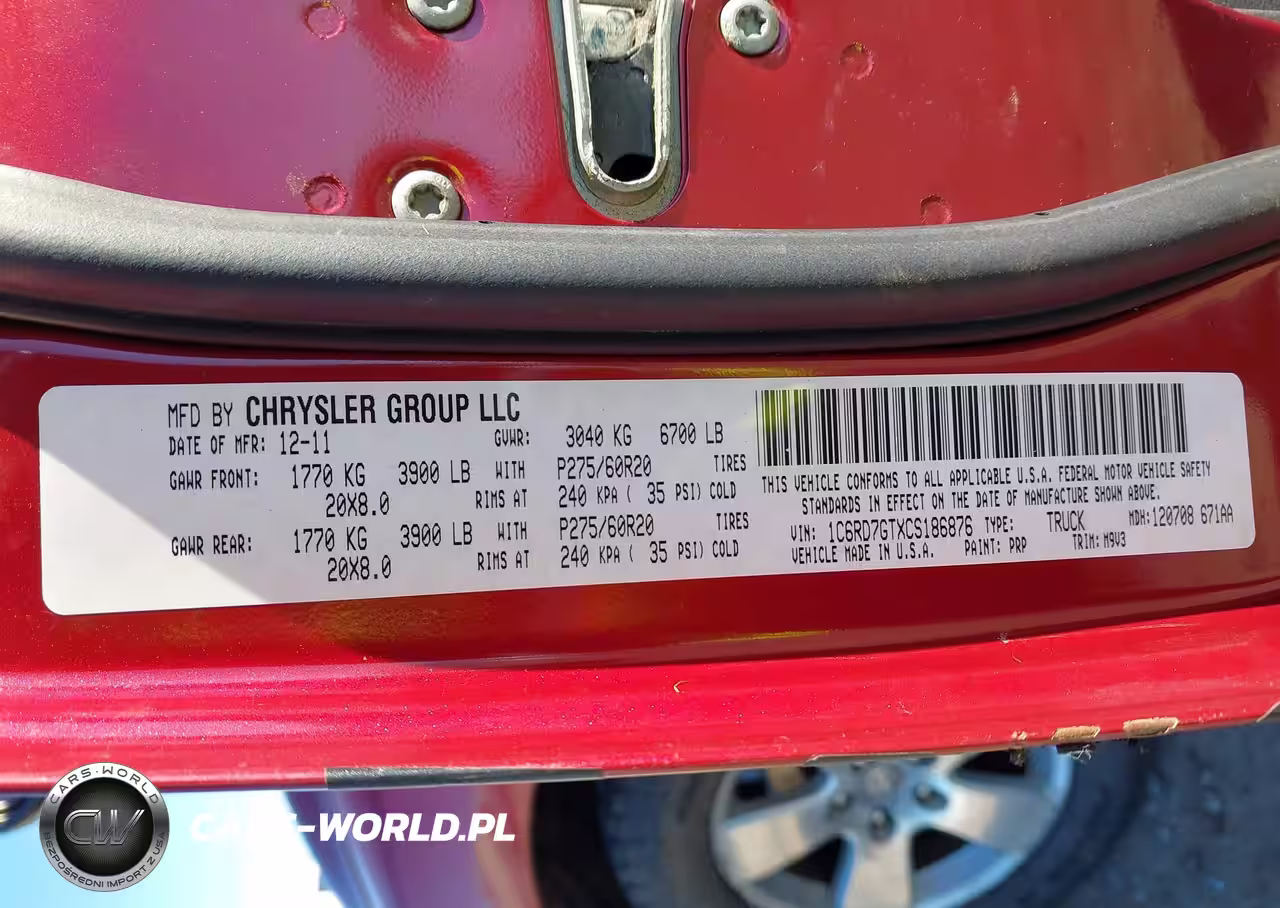 MFD BY CHRYSLER GROUP LLC
DATE OF MFR: 12-11 GVWR: 3040 KG 6700 LB
GAWR FRONT: 1770 KG 3900 LB WITH P275/60R20 TIRES
20X8.0 RIMS AT 240 KPA ( 35 PSI) COLD
GAWR REAR: 1770 KG 3900 LB WITH P275/60R20 TIRES
20X8.0 RIMS AT 240 KPA ( 35 PSI) COLD
THIS VEHICLE CONFORMS TO ALL APPLICABLE U.S.A. FEDERAL MOTOR VEHICLE SAFETY
STANDARDS IN EFFECT ON THE DATE OF MANUFACTURE SHOWN ABOVE.
VIN: 1C6RD7GTXCS186876 TYPE: TRUCK MDH:120708 671AA
VEHICLE MADE IN U.S.A. PAINT: PRP TRIM: M9V3
CARS-WORLD
CW
BEZPOŚREDNI IMPORT Z USA
CARS-WORLD.PL